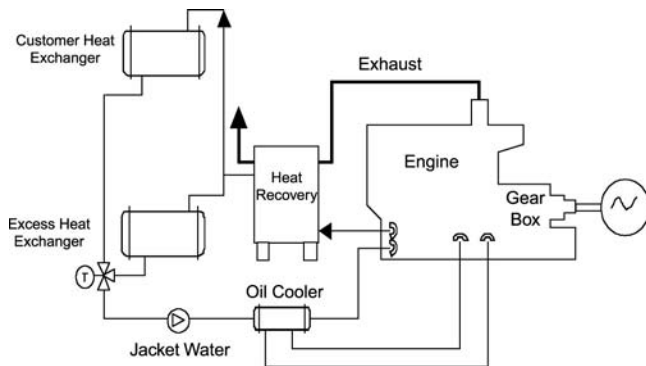 Customer Heat
Exchanger
Exhaust
Engine
Heat
Recovery
Gear
Box
Excess Heat
Exchanger
T
Oil Cooler
Jacket Water